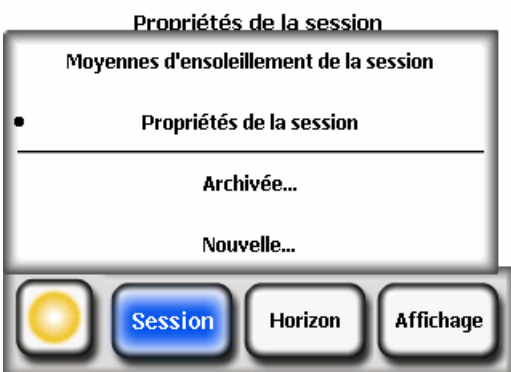 Propriétés de la session
Moyennes d'ensoleillement de la session
Propriétés de la session
Archivée...
Nouvelle...
Session Horizon Affichage